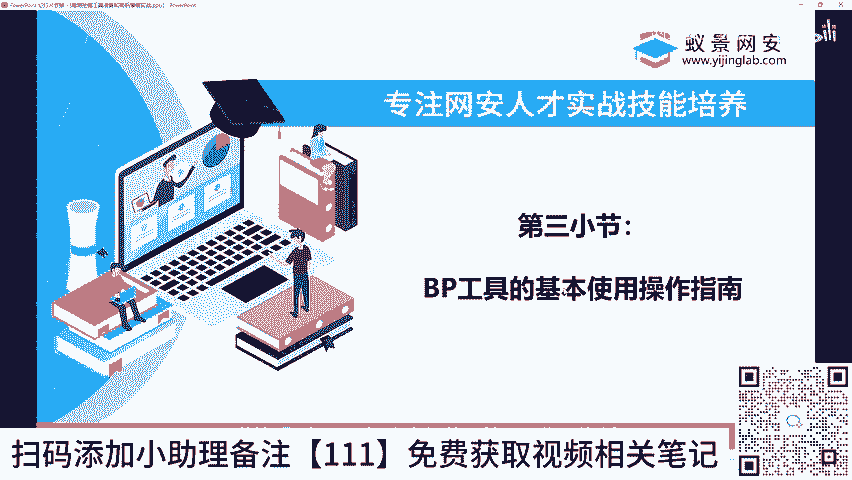 蚁景网安
www.yijinglab.com
专注网安人才实战技能培养
第三小节：
BP工具的基本使用操作指南
扫码添加小助理备注【111】免费获取视频相关笔记